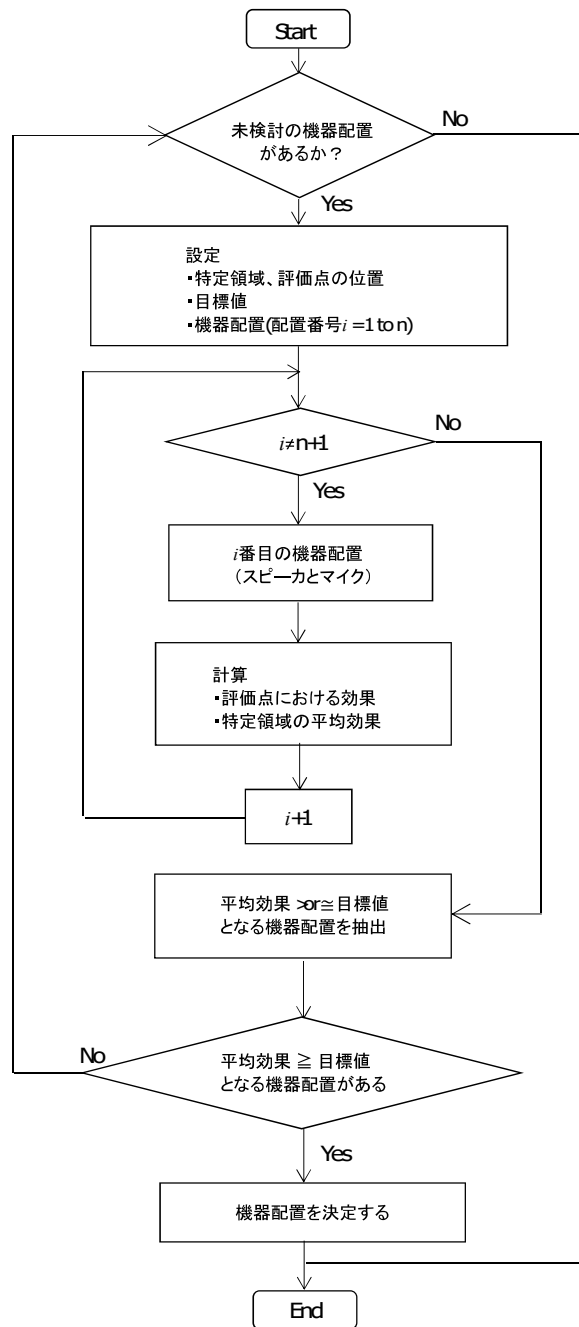 Start
未検討の機器配置
があるか？
No
Yes
設定
・特定領域、評価点の位置
・目標値
・機器配置(配置番号i =1 to n)
i≠n+1
No
Yes
i番目の機器配置
（スピーカとマイク）
計算
・評価点における効果
・特定領域の平均効果
i+1
平均効果 >or≅目標値
となる機器配置を抽出
No
平均効果 ≧ 目標値
となる機器配置がある
Yes
機器配置を決定する
End